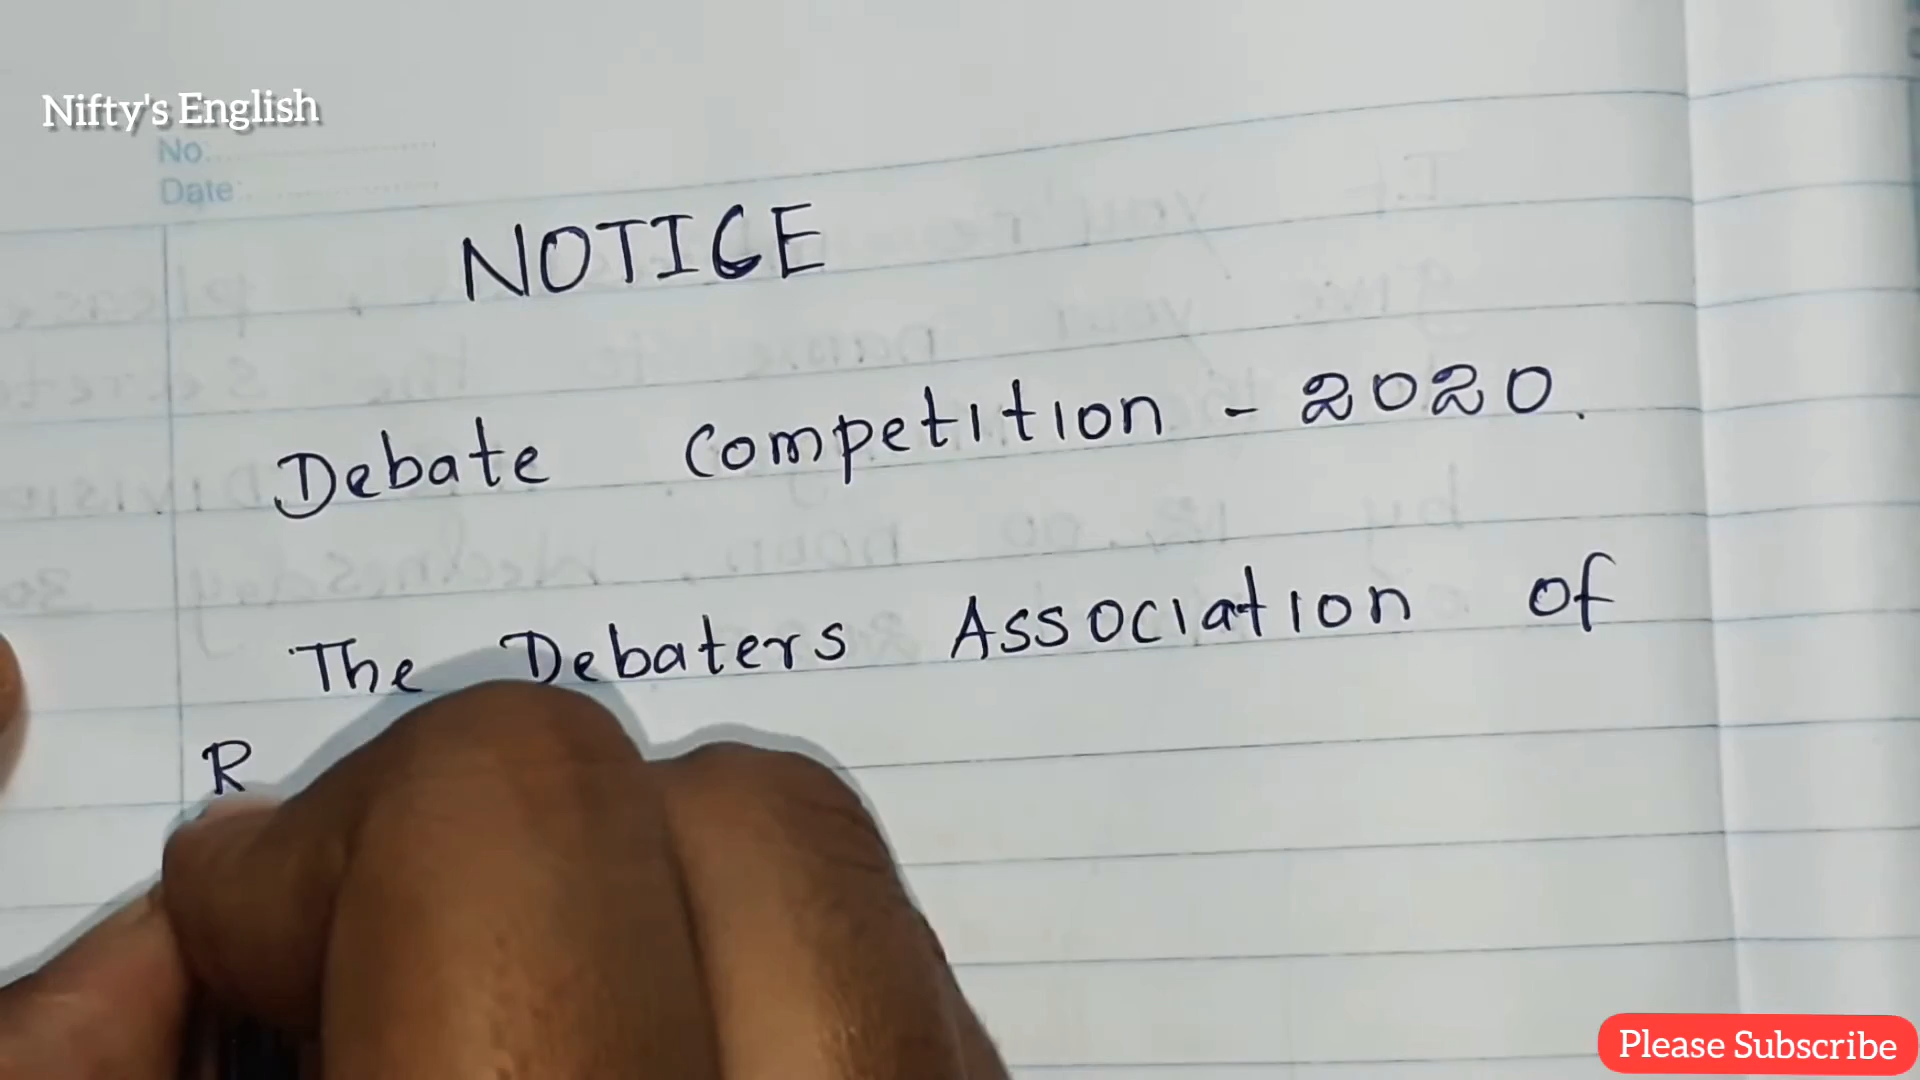 Nifty's English
No:
Date:
NOTICE
Debate Competition - 2020.
The Debaters Association of
R
Please Subscribe